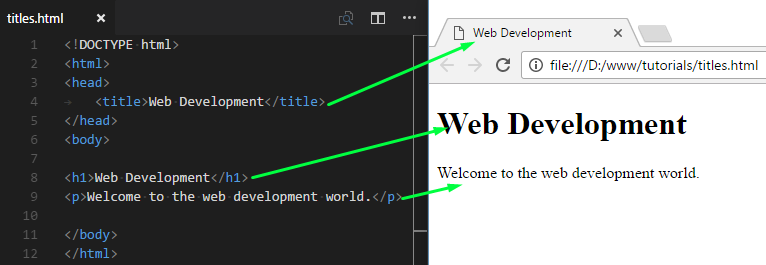 titles.html
1 <!DOCTYPE html>
2 <html>
3 <head>
4 <title>Web Development</title>
5 </head>
6 <body>
7
8 <h1>Web Development</h1>
9 <p>Welcome to the web development world.</p>
10
11 </body>
12 </html>
Web Development
file:///D:/www/tutorials/titles.html
Web Development
Welcome to the web development world.